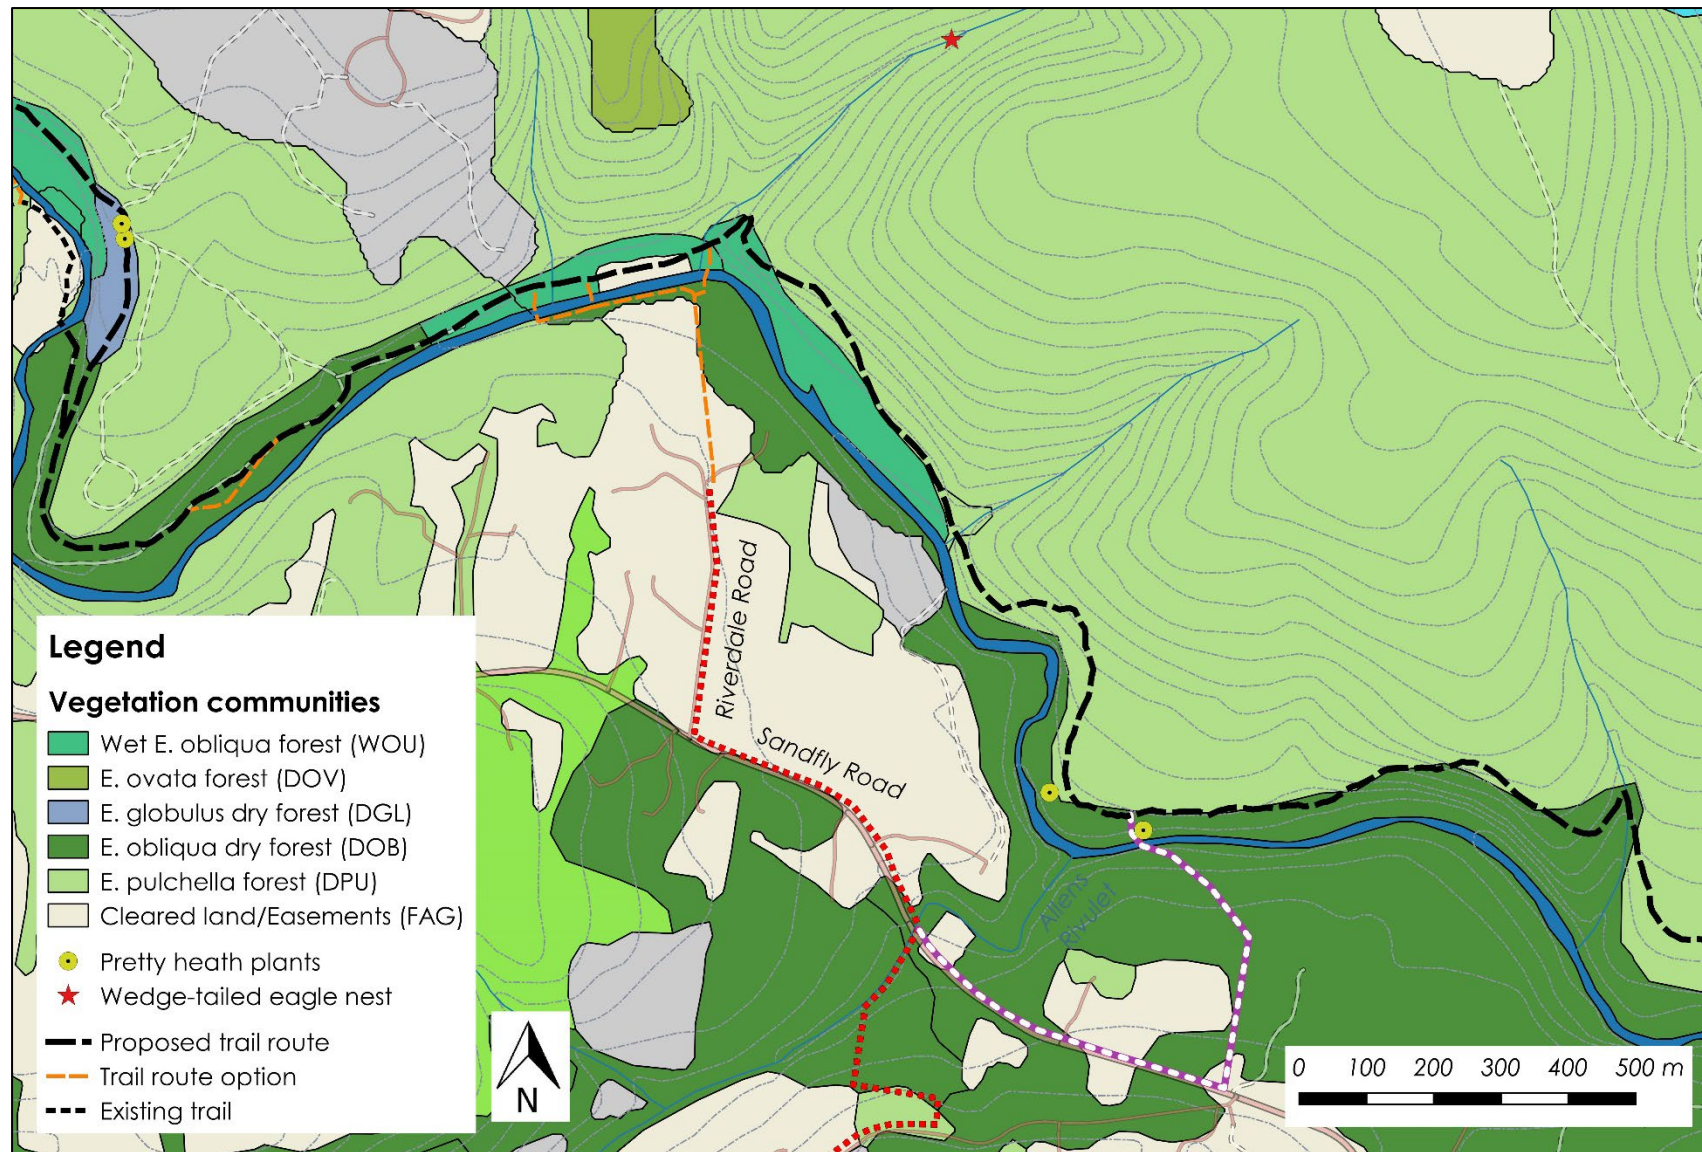 Riverdale Road
Sandfly Road
Allens
Rivulet
Legend
Vegetation communities
Wet E. obliqua forest (WOU)
E. ovata forest (DOV)
E. globulus dry forest (DGL)
E. obliqua dry forest (DOB)
E. pulchella forest (DPU)
Cleared land/Easements (FAG)
Pretty heath plants
Wedge-tailed eagle nest
Proposed trail route
Trail route option
Existing trail
N
0 100 200 300 400 500 m